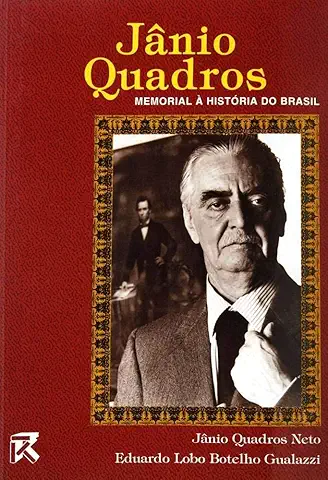 Jânio
Quadros
MEMORIAL À HISTÓRIA DO BRASIL
Jânio Quadros Neto
Eduardo Lobo Botelho Gualazzi